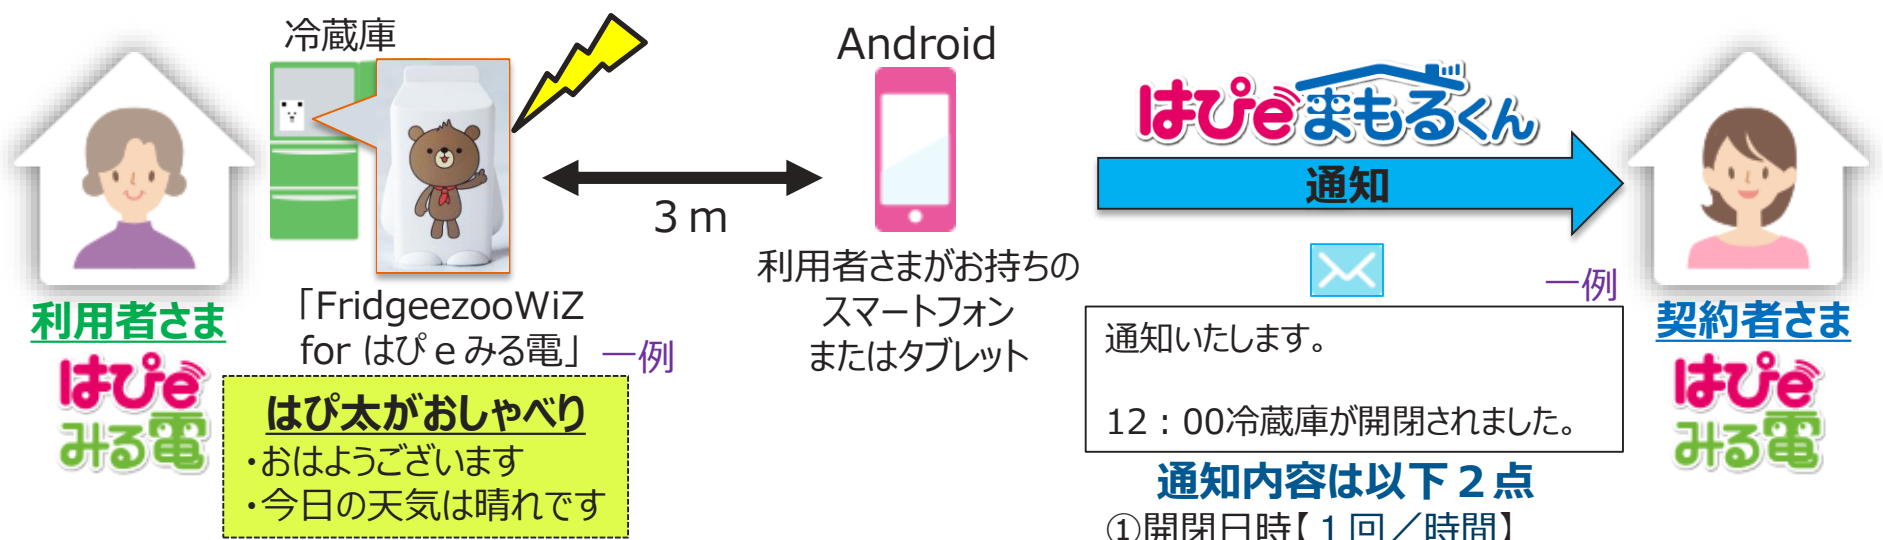 冷蔵庫
Android
はぴeまもるくん
通知
3m
利用者さまがお持ちの
スマートフォン
またはタブレット
「FridgeezooWiZ
for はぴeみる電」
一例
利用者さま
はぴe
みる電
はぴ太がおしゃべり
・おはようございます
・今日の天気は晴れです
一例
通知いたします。
12:00冷蔵庫が開閉されました。
通知内容は以下2点
①開閉日時【1回/時間】
契約者さま
はぴe
みる電